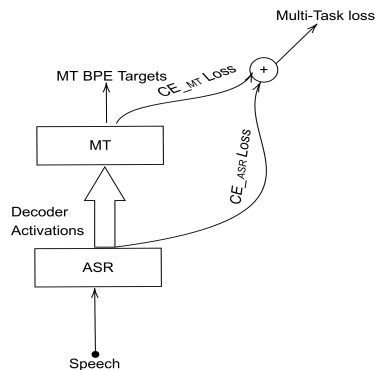 Multi-Task loss
+
MT BPE Targets
CE_MT Loss
MT
CE_ASR Loss
Decoder
Activations
ASR
Speech